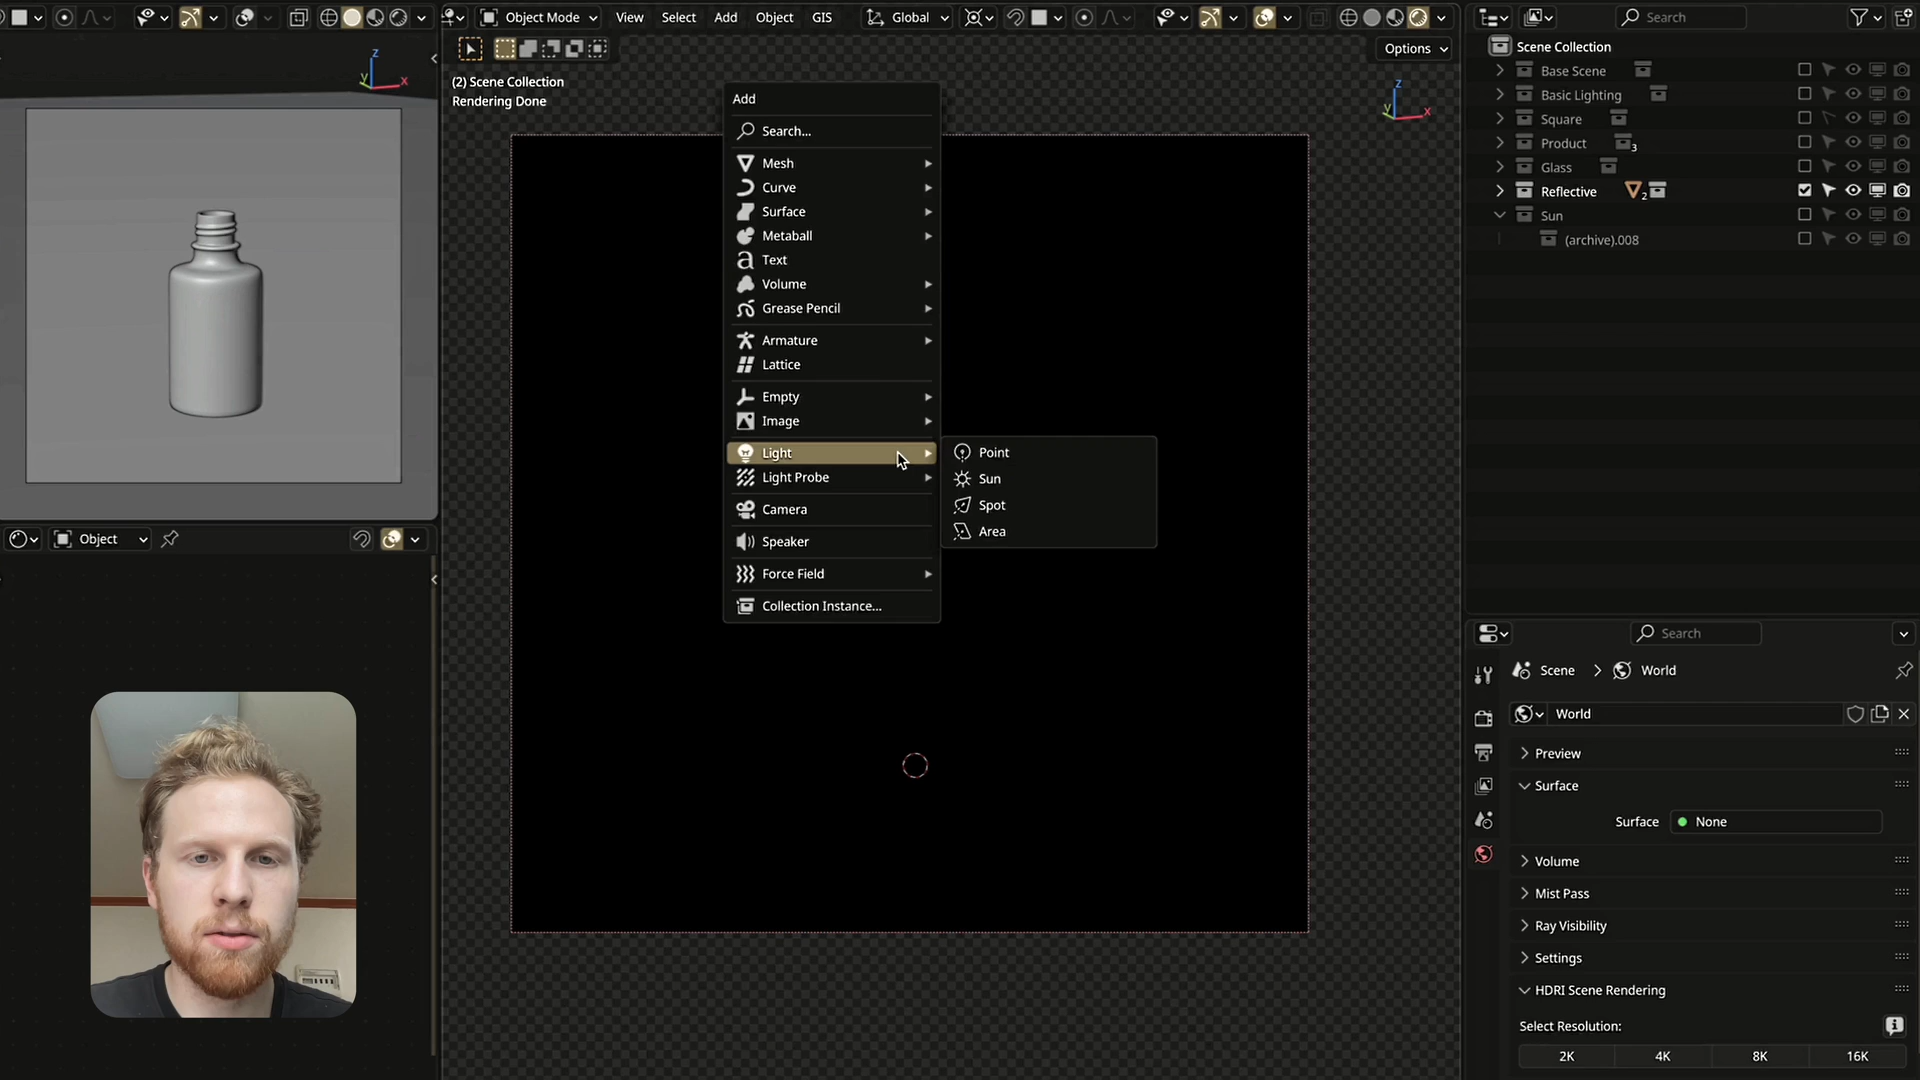 Object Mode
View
Select
Add
Object
GIS
Global
Options
(2) Scene Collection
Rendering Done
Add
Search...
Mesh
Curve
Surface
Metaball
Text
Volume
Grease Pencil
Armature
Lattice
Empty
Image
Light
Light Probe
Camera
Speaker
Force Field
Collection Instance...
Point
Sun
Spot
Area
z
y
x
z
y
x
Object
Search
Scene Collection
Base Scene
Basic Lighting
Square
Product
3
Glass
Reflective
2
Sun
(archive).008
Search
Scene
World
World
Preview
Surface
Surface
None
Volume
Mist Pass
Ray Visibility
Settings
HDRI Scene Rendering
Select Resolution:
2K
4K
8K
16K